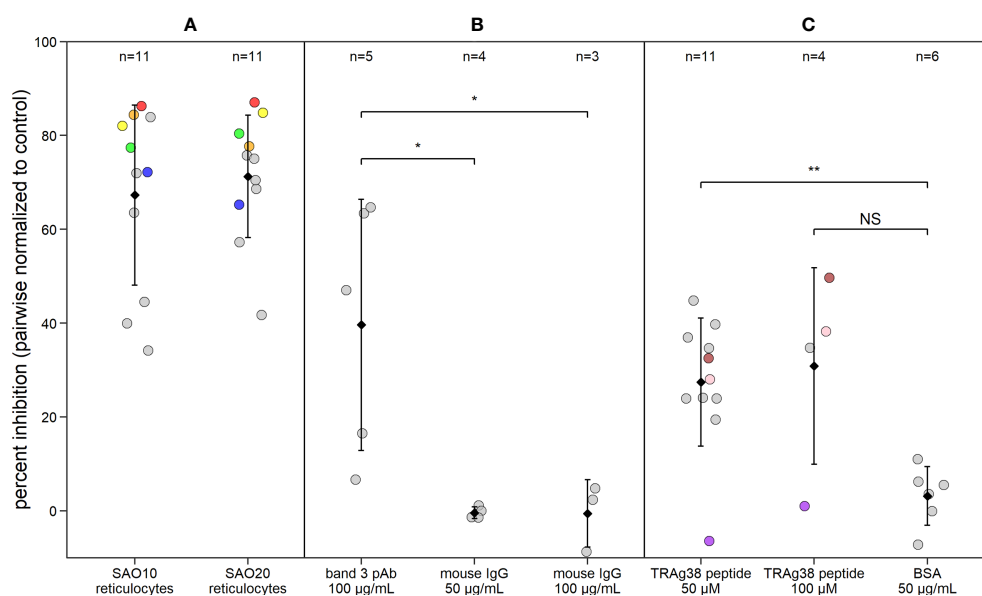 A B C
100
n=11 n=11 n=5 n=4 n=3 n=11 n=4 n=6
*
80
*
**
60
NS
40
20
0
percent inhibition (pairwise normalized to control)
SAO10 SAO20 band 3 pAb mouse IgG mouse IgG TRAg38 peptide TRAg38 peptide BSA
reticulocytes reticulocytes 100 µg/mL 50 µg/mL 100 µg/mL 50 µM 100 µM 50 µg/mL